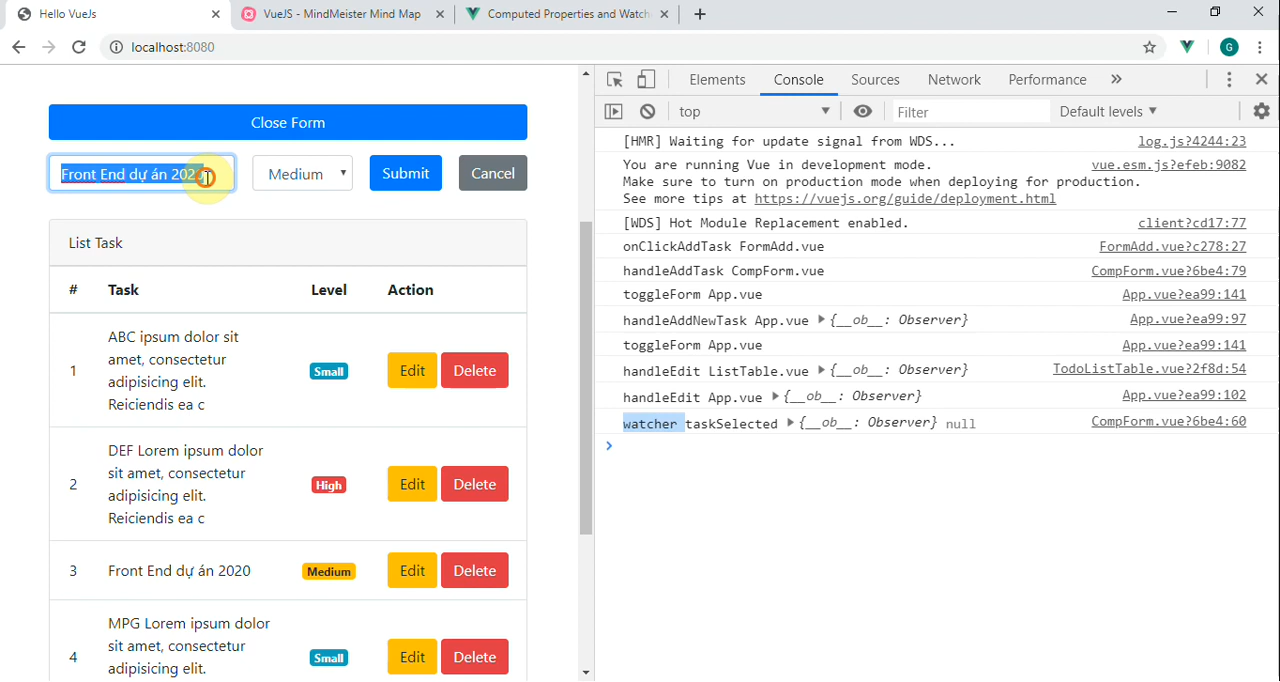 Hello VueJs
VueJS - MindMeister Mind Map
Computed Properties and Watch
localhost:8080
G
Close Form
Front End dự án 2020
Medium
Submit
Cancel
List Task
# Task Level Action
1
ABC ipsum dolor sit
amet, consectetur
adipisicing elit.
Reiciendis ea c
Small
Edit
Delete
2
DEF Lorem ipsum dolor
sit amet, consectetur
adipisicing elit.
Reiciendis ea c
High
Edit
Delete
3
Front End dự án 2020
Medium
Edit
Delete
4
MPG Lorem ipsum dolor
sit amet, consectetur
adipisicing elit.
Small
Edit
Delete
Elements Console Sources Network Performance »
top
Filter
Default levels
[HMR] Waiting for update signal from WDS... log.js?4244:23
You are running Vue in development mode. vue.esm.js?efeb:9082
Make sure to turn on production mode when deploying for production.
See more tips at https://vuejs.org/guide/deployment.html
[WDS] Hot Module Replacement enabled. client?cd17:77
onClickAddTask FormAdd.vue FormAdd.vue?c278:27
handleAddTask CompForm.vue CompForm.vue?6be4:79
toggleForm App.vue App.vue?ea99:141
handleAddNewTask App.vue {__ob__: Observer} App.vue?ea99:97
toggleForm App.vue App.vue?ea99:141
handleEdit ListTable.vue {__ob__: Observer} TodoListTable.vue?2f8d:54
handleEdit App.vue {__ob__: Observer} App.vue?ea99:102
watcher taskSelected {__ob__: Observer} null CompForm.vue?6be4:60